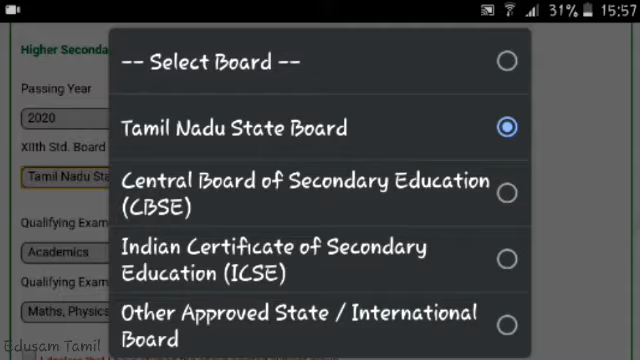 31% 15:57
Higher Seconda
-- Select Board --
Passing Year
2020
Tamil Nadu State Board
XIIth Std. Board
Tamil Nadu Sta
Central Board of Secondary Education
(CBSE)
Qualifying Exam
Academics
Indian Certificate of Secondary
Education (ICSE)
Qualifying Exam
Maths, Physics
Other Approved State / International
Board
Edusam Tamil